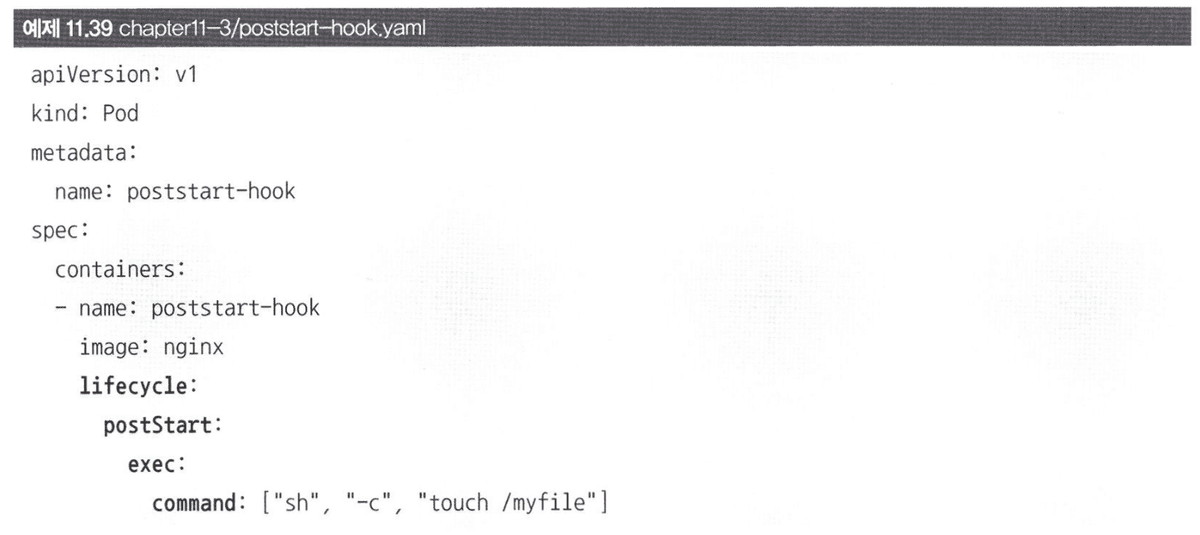 예제 11.39 chapter11-3/poststart-hook.yaml
apiVersion: v1
kind: Pod
metadata:
  name: poststart-hook
spec:
  containers:
  - name: poststart-hook
    image: nginx
    lifecycle:
      postStart:
        exec:
          command: ["sh", "-c", "touch /myfile"]